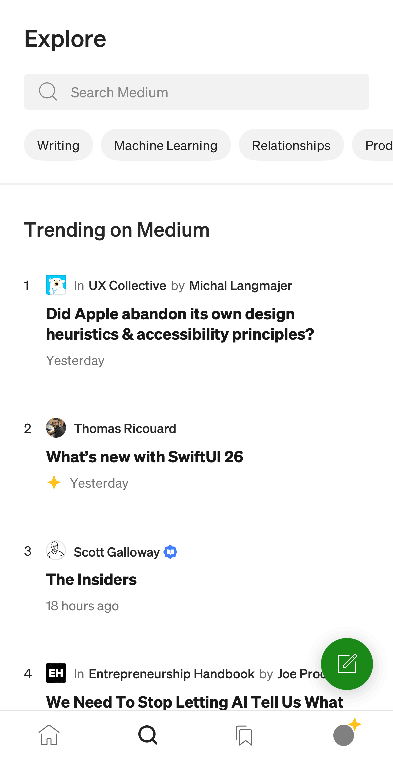 Explore
Search Medium
Writing
Machine Learning
Relationships
Prod
Trending on Medium
1
In UX Collective by Michal Langmajer
Did Apple abandon its own design
heuristics & accessibility principles?
Yesterday
2
Thomas Ricouard
What's new with SwiftUI 26
Yesterday
3
Scott Galloway
The Insiders
18 hours ago
4
EH
In Entrepreneurship Handbook by Joe Proc
We Need To Stop Letting AI Tell Us What